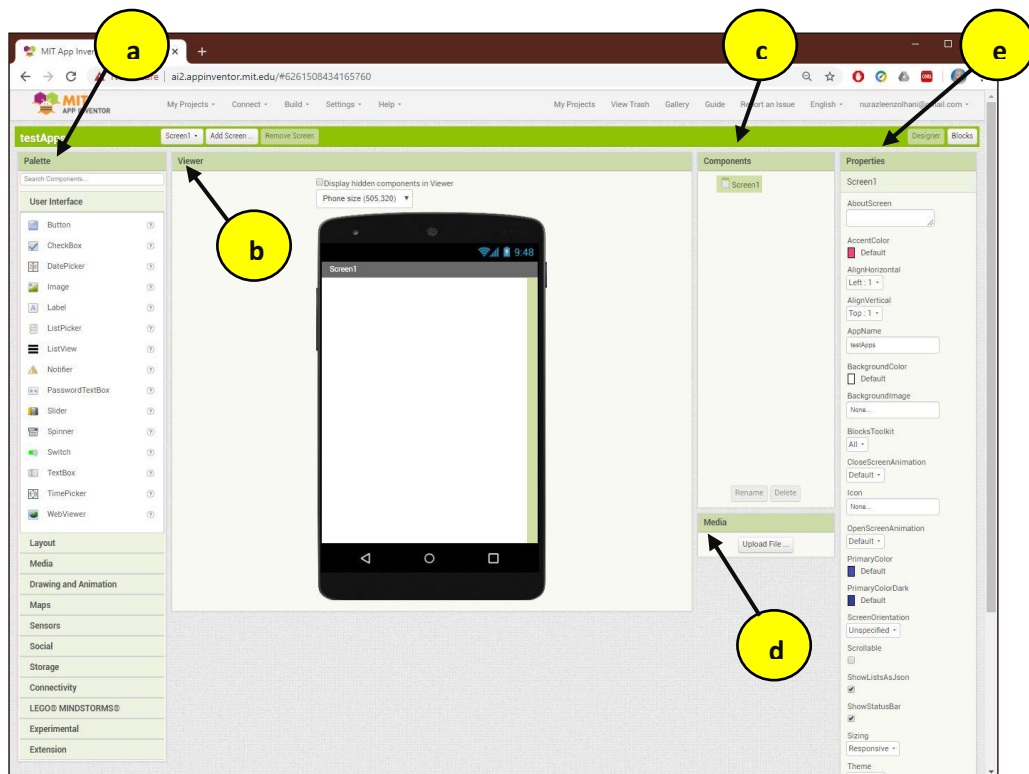 a
c
e
MIT App Inven
ai2.appinventor.mit.edu/#6261508434165760
MIT
APP INVENTOR
My Projects Connect Build Settings Help
My Projects View Trash Gallery Guide Report an Issue English
testApps
Screen1 Add Screen ... Remove Screen
Designer Blocks
Palette
Viewer
Components
Properties
Search Components...
Display hidden components in Viewer
Phone size (505,320)
Screen1
Screen1
User Interface
Button
CheckBox
DatePicker
Image
Label
ListPicker
ListView
Notifier
PasswordTextBox
Slider
Spinner
Switch
TextBox
TimePicker
WebViewer
Layout
Media
Drawing and Animation
Maps
Sensors
Social
Storage
Connectivity
LEGO® MINDSTORMS®
Experimental
Extension
b
9:48
Screen1
Rename Delete
Media
Upload File ...
d
AboutScreen
AccentColor
Default
AlignHorizontal
Left : 1
AlignVertical
Top : 1
AppName
testApps
BackgroundColor
Default
BackgroundImage
None...
BlocksToolkit
All
CloseScreenAnimation
Default
Icon
None...
OpenScreenAnimation
Default
PrimaryColor
Default
PrimaryColorDark
Default
ScreenOrientation
Unspecified
Scrollable
ShowListsAsJson
ShowStatusBar
Sizing
Responsive
Theme